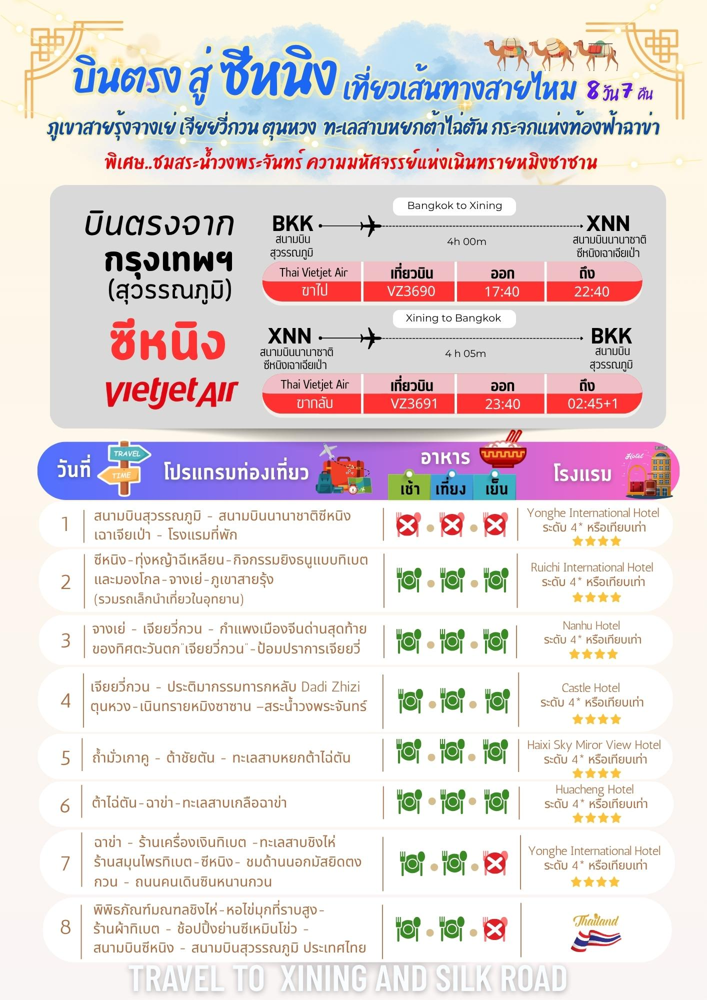 บินตรง สู่ ซีหนิง เที่ยวเส้นทางสายไหม 8 วัน 7 คืน
ภูเขาสายรุ้งจางเย่ เจียยวี่กวน ตุนหวง ทะเลสาบหยกต้าไฉ่ตัน กระจกแห่งท้องฟ้าฉาข่า
พิเศษ..ชมสระน้ำวงพระจันทร์ ความมหัศจรรย์แห่งเนินทรายหมิงซาซาน
บินตรงจาก
กรุงเทพฯ
(สุวรรณภูมิ)
ซีหนิง
vietjet Air
Bangkok to Xining
BKK
XNN
สนามบิน
สุวรรณภูมิ
4h 00m
สนามบินนานาชาติ
ซีหนิงเฉาเจียเป่า
Thai Vietjet Air เที่ยวบิน ออก ถึง
ขาไป VZ3690 17:40 22:40
Xining to Bangkok
XNN
BKK
สนามบินนานาชาติ
ซีหนิงเฉาเจียเป่า
4 h 05m
สนามบิน
สุวรรณภูมิ
Thai Vietjet Air เที่ยวบิน ออก ถึง
ขากลับ VZ3691 23:40 02:45+1
วันที่
TRAVEL
TIME
โปรแกรมท่องเที่ยว
อาหาร
เช้า เที่ยง เย็น
โรงแรม
Hotel
1
สนามบินสุวรรณภูมิ - สนามบินนานาชาติซีหนิง
เฉาเจียเป่า - โรงแรมที่พัก
Yonghe International Hotel
ระดับ 4* หรือเทียบเท่า
2
ซีหนิง-ทุ่งหญ้าฉีเหลียน-กิจกรรมยิงธนูแบบทิเบต
และมองโกล-จางเย่-ภูเขาสายรุ้ง
(รวมรถเล็กนำเที่ยวในอุทยาน)
Ruichi International Hotel
ระดับ 4* หรือเทียบเท่า
3
จางเย่ - เจียยวี่กวน - กำแพงเมืองจีนด่านสุดท้าย
ของทิศตะวันตก"เจียยวี่กวน"-ป้อมปราการเจียยวี่
Nanhu Hotel
ระดับ 4* หรือเทียบเท่า
4
เจียยวี่กวน - ประติมากรรมทารกหลับ Dadi Zhizi
ตุนหวง-เนินทรายหมิงซาซาน –สระน้ำวงพระจันทร์
Castle Hotel
ระดับ 4* หรือเทียบเท่า
5
ถ้ำมั่วเกาคู - ต้าชัยตัน - ทะเลสาบหยกต้าไฉ่ตัน
Haixi Sky Miror View Hotel
ระดับ 4* หรือเทียบเท่า
6
ต้าไฉ่ตัน-ฉาข่า-ทะเลสาบเกลือฉาข่า
Huacheng Hotel
ระดับ 4* หรือเทียบเท่า
7
ฉาข่า - ร้านเครื่องเงินทิเบต -ทะเลสาบชิงไห่
ร้านสมุนไพรทิเบต-ซีหนิง- ชมด้านนอกมัสยิดตง
กวน - ถนนคนเดินซินหนานกวน
Yonghe International Hotel
ระดับ 4* หรือเทียบเท่า
8
พิพิธภัณฑ์มณฑลชิงไห่-หอไข่มุกที่ราบสูง-
ร้านผ้าทิเบต - ช้อปปิ้งย่านซีเหมินโข่ว -
สนามบินซีหนิง - สนามบินสุวรรณภูมิ ประเทศไทย
Thailand
TRAVEL TO XINING AND SILK ROAD